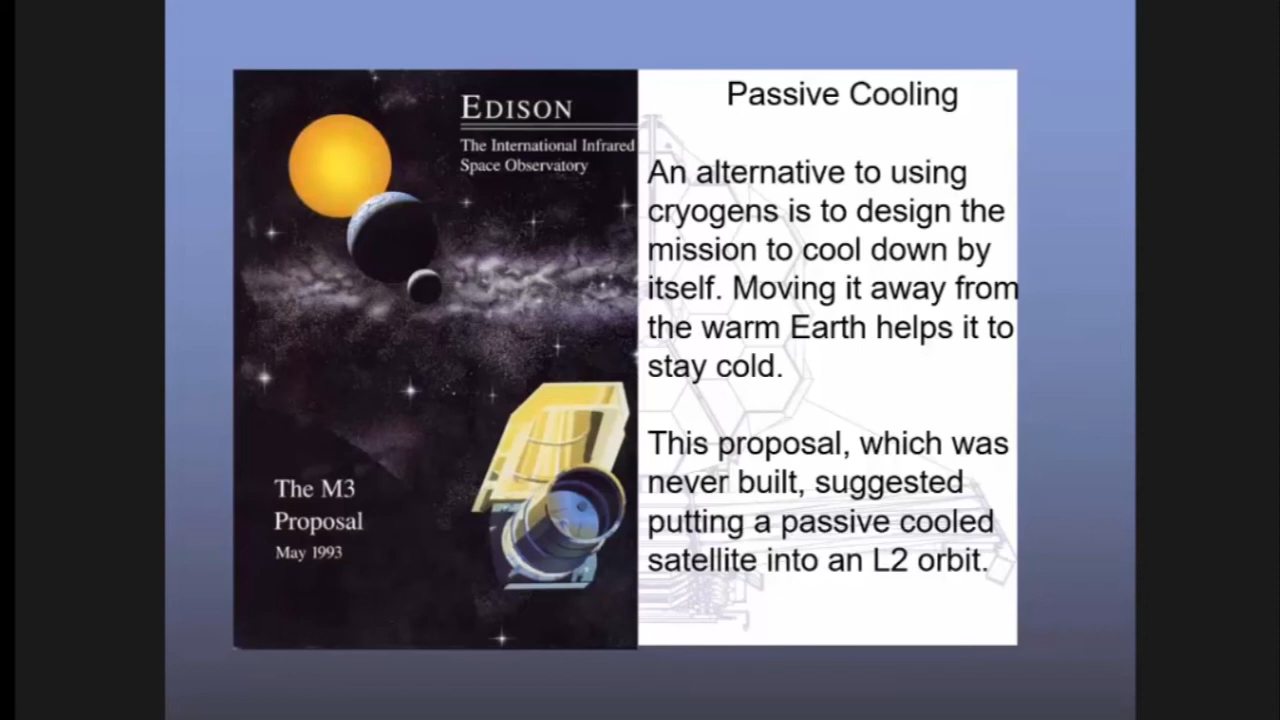 EDISON
The International Infrared
Space Observatory
The M3
Proposal
May 1993
Passive Cooling
An alternative to using
cryogens is to design the
mission to cool down by
itself. Moving it away from
the warm Earth helps it to
stay cold.
This proposal, which was
never built, suggested
putting a passive cooled
satellite into an L2 orbit.